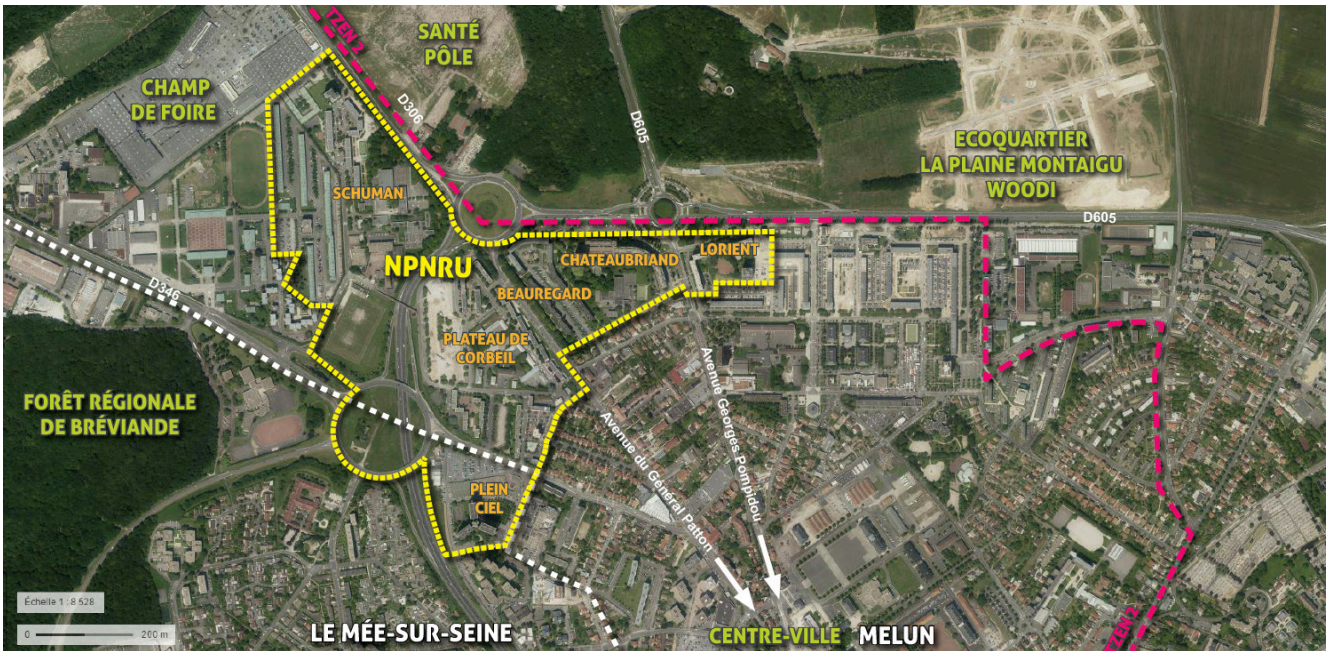 TZEN 2
SANTÉ
PÔLE
CHAMP
DE FOIRE
D306
D605
ECOQUARTIER
LA PLAINE MONTAIGU
WOODI
D605
SCHUMAN
NPNRU
CHATEAUBRIAND
LORIENT
BEAUREGARD
D346
PLATEAU DE
CORBEIL
FORÊT RÉGIONALE
DE BRÉVIANDE
Avenue Georges Pompidou
Avenue du Général Patton
PLEIN
CIEL
Échelle 1 : 8 528
0 200 m
LE MÉE-SUR-SEINE
CENTRE-VILLE MELUN
TZEN 2